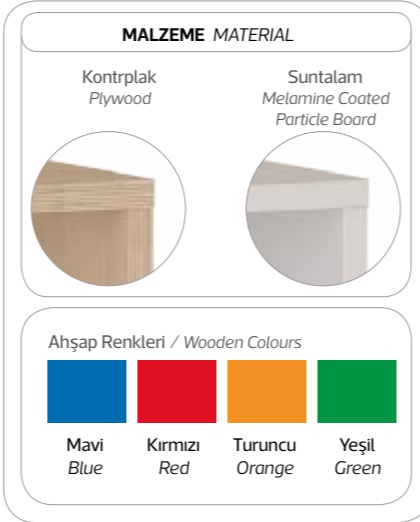 MALZEME MATERIAL
Kontrplak
Plywood
Suntalam
Melamine Coated
Particle Board
Ahşap Renkleri / Wooden Colours
Mavi
Blue
Kırmızı
Red
Turuncu
Orange
Yeşil
Green